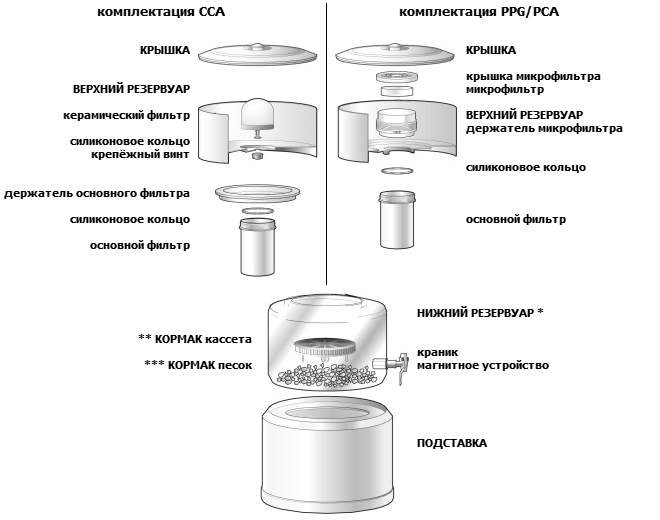 комплектация CCA
КРЫШКА
ВЕРХНИЙ РЕЗЕРВУАР
керамический фильтр
силиконовое кольцо
крепёжный винт
держатель основного фильтра
силиконовое кольцо
основной фильтр
комплектация PPG/PCA
КРЫШКА
крышка микрофильтра
микрофильтр
ВЕРХНИЙ РЕЗЕРВУАР
держатель микрофильтра
силиконовое кольцо
основной фильтр
НИЖНИЙ РЕЗЕРВУАР *
** КОРМАК кассета
*** КОРМАК песок
краник
магнитное устройство
ПОДСТАВКА